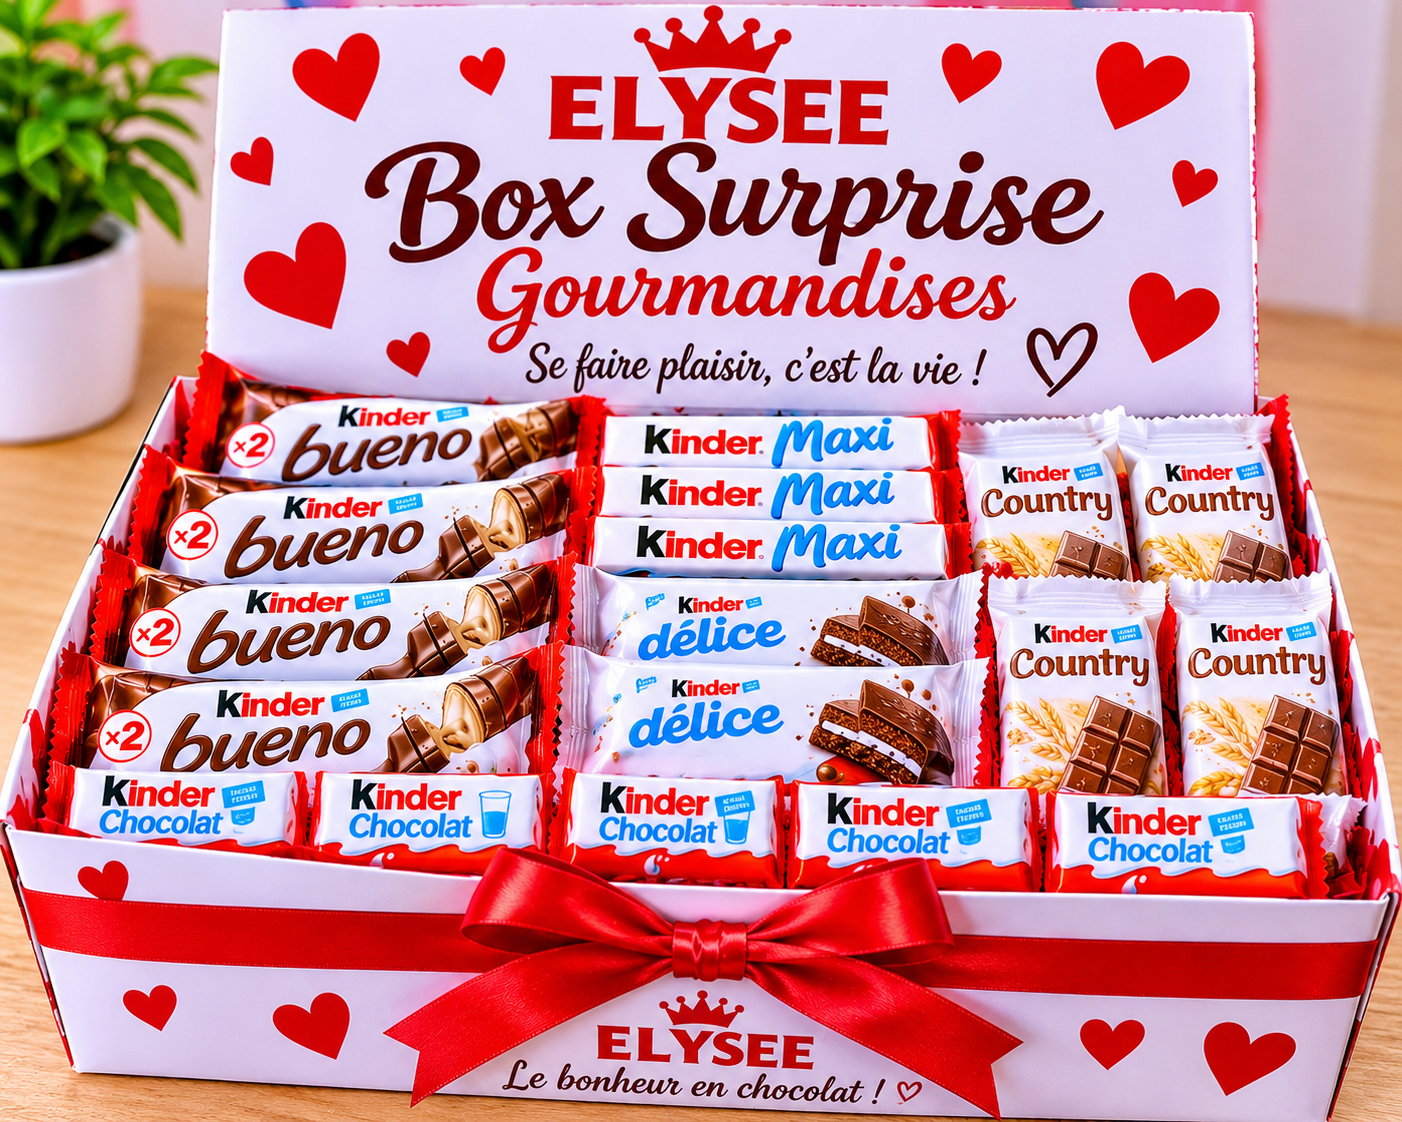 ELYSEE
Box Surprise
Gourmandises
Se faire plaisir, c'est la vie !
Kinder
x2 bueno
Kinder
x2 bueno
Kinder
x2 bueno
Kinder
x2 bueno
Kinder Maxi
Kinder Maxi
Kinder Maxi
Kinder
délice
Kinder
délice
Kinder
Country
Kinder
Country
Kinder
Country
Kinder
Country
Kinder
Chocolat
Kinder
Chocolat
Kinder
Chocolat
Kinder
Chocolat
Kinder
Chocolat
ELYSEE
Le bonheur en chocolat !